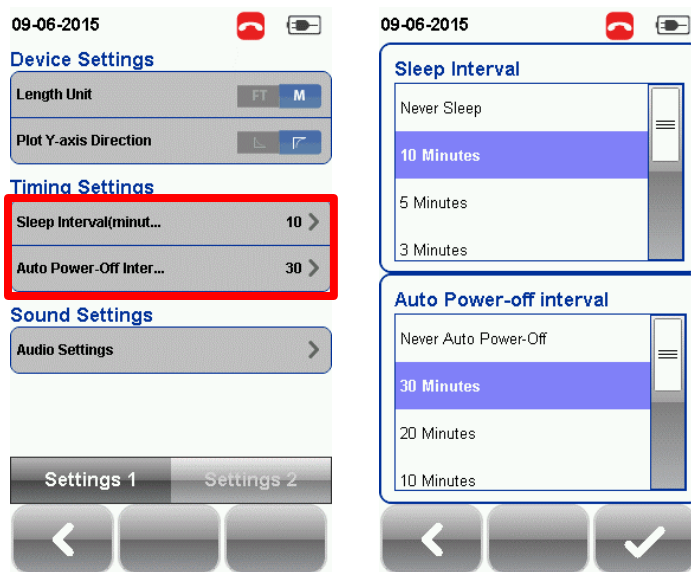 09-06-2015
Device Settings
Length Unit FT M
Plot Y-axis Direction
Timing Settings
Sleep Interval(minut... 10
Auto Power-Off Inter... 30
Sound Settings
Audio Settings
Settings 1 Settings 2
09-06-2015
Sleep Interval
Never Sleep
10 Minutes
5 Minutes
3 Minutes
Auto Power-off interval
Never Auto Power-Off
30 Minutes
20 Minutes
10 Minutes